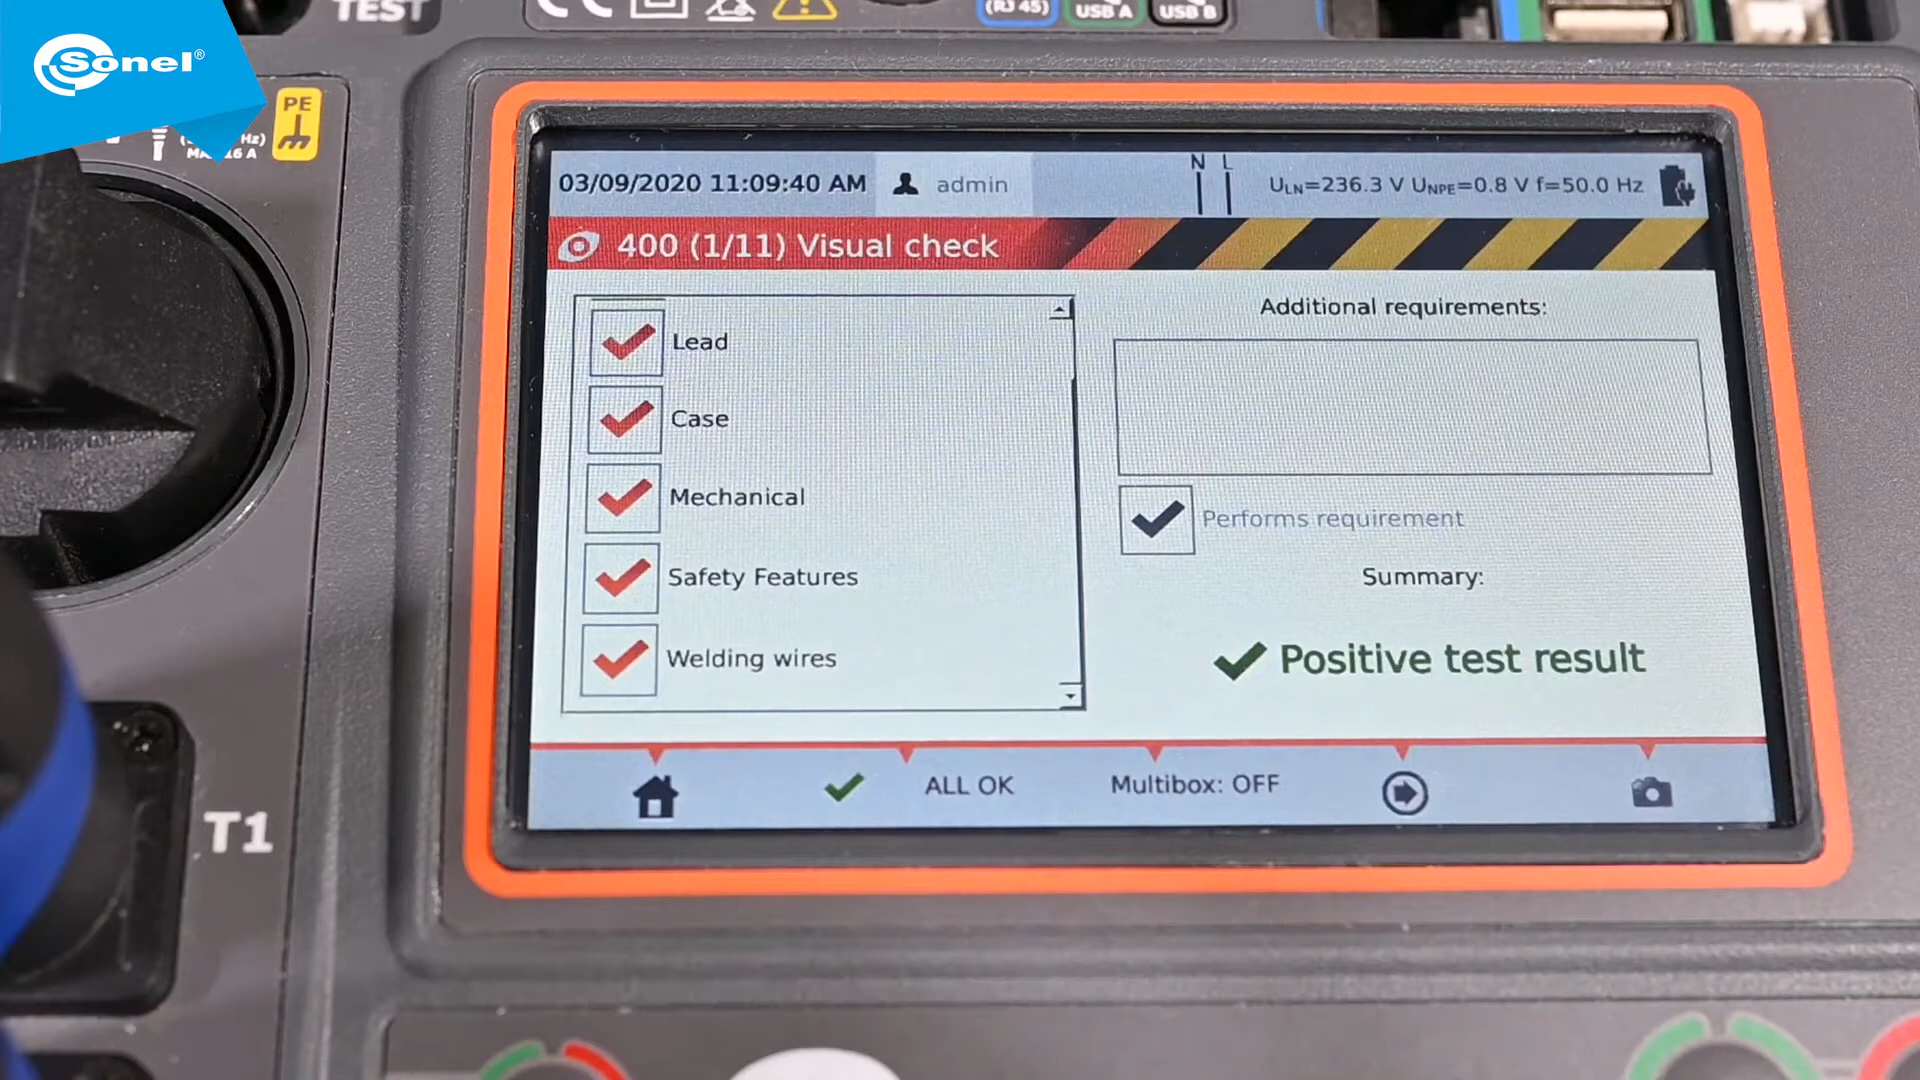 Sonel®
TEST
(RJ 45)
USB A
USB B
PE
Hz)
16 A
03/09/2020 11:09:40 AM
admin
N L
ULN=236.3 V UNPE=0.8 V f=50.0 Hz
400 (1/11) Visual check
Lead
Case
Mechanical
Safety Features
Welding wires
Additional requirements:
Performs requirement
Summary:
Positive test result
ALL OK
Multibox: OFF
T1